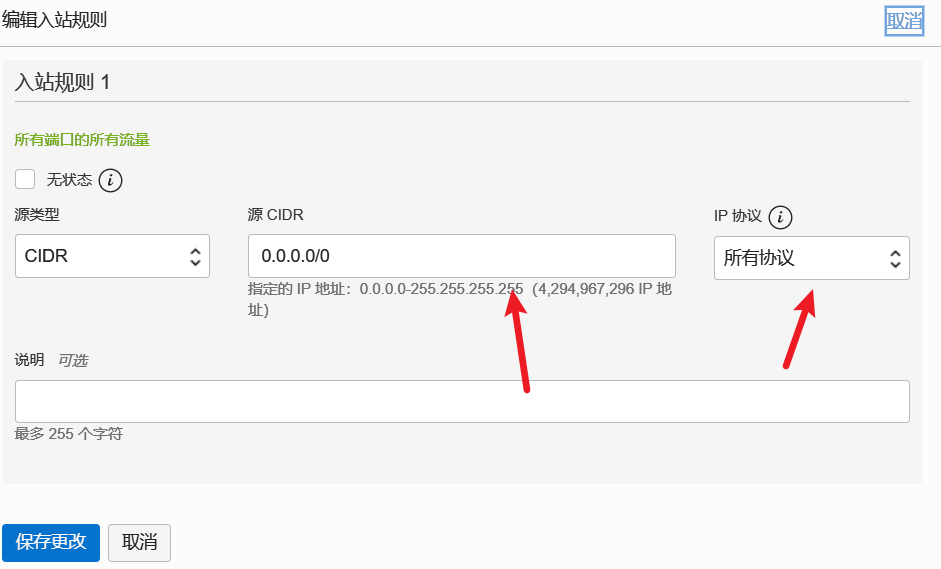 编辑入站规则 取消
入站规则 1
所有端口的所有流量
无状态 i
源类型 源 CIDR IP 协议 i
CIDR 0.0.0.0/0 所有协议
指定的 IP 地址：0.0.0.0-255.255.255.255（4,294,967,296 IP 地
址）
说明 可选
最多 255 个字符
保存更改 取消